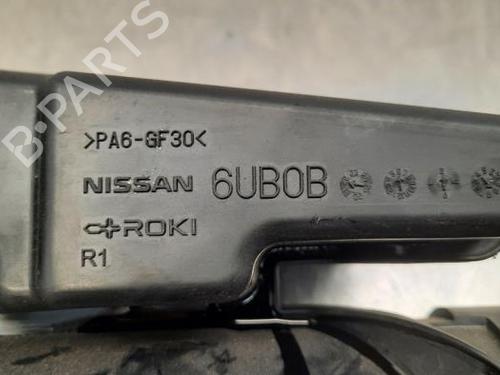 B-PARTS
>PA6-GF30<
NISSAN 6UB0B
ROKI
R1